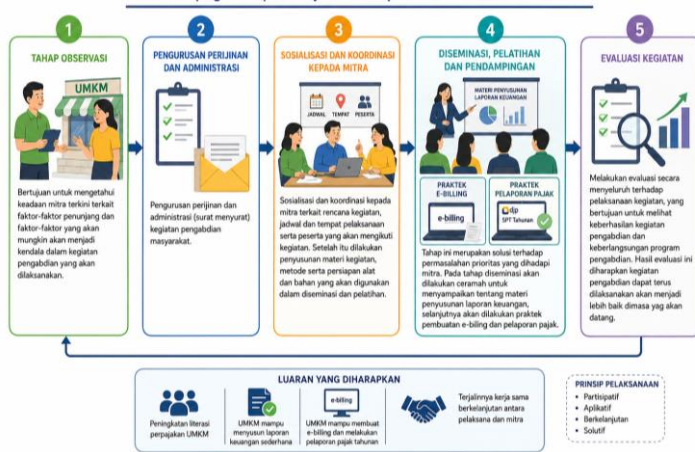 1
TAHAP OBSERVASI
UMKM
Bertujuan untuk mengetahui
keadaan mitra terkini terkait
faktor-faktor penunjang dan
faktor-faktor yang akan
mungkin akan menjadi
kendala dalam kegiatan
pengabdian yang akan
dilaksanakan.
2
PENGURUSAN PERIJINAN
DAN ADMINISTRASI
Pengurusan perijinan dan
administrasi (surat menyurat)
kegiatan pengabdian
masyarakat.
3
SOSIALISASI DAN KOORDINASI
KEPADA MITRA
JADWAL
TEMPAT
PESERTA
Sosialisasi dan koordinasi kepada
mitra terkait rencana kegiatan,
jadwal dan tempat pelaksanaan
serta peserta yang akan mengikuti
kegiatan. Setelah itu dilakukan
penyusunan materi kegiatan,
metode serta persiapan alat
dan bahan yang akan digunakan
dalam diseminasi dan pelatihan.
4
DISEMINASI, PELATIHAN
DAN PENDAMPINGAN
MATERI PENYUSUNAN
LAPORAN KEUANGAN
PRAKTEK
E-BILLING
e-billing
PRAKTEK
PELAPORAN PAJAK
djp
SPT Tahunan
Tahap ini merupakan solusi terhadap
permasalahan prioritas yang dihadapi
mitra. Pada tahap diseminasi akan
dilakukan ceramah untuk
menyampaikan tentang materi
penyusunan laporan keuangan,
selanjutnya akan dilakukan praktek
pembuatan e-biling dan pelaporan pajak.
5
EVALUASI KEGIATAN
Melakukan evaluasi secara
menyeluruh terhadap
pelaksanaan kegiatan, yang
bertujuan untuk melihat
keberhasilan kegiatan
pengabdian dan
keberlangsungan program
pengabdian. Hasil evaluasi ini
diharapkan kegiatan
pengabdian dapat terus
dilaksanakan akan menjadi
lebih baik dimasa yag akan
datang.
LUARAN YANG DIHARAPKAN
Peningkatan literasi
perpajakan UMKM
UMKM mampu
menyusun laporan
keuangan sederhana
e-billing
UMKM mampu membuat
e-billing dan melakukan
pelaporan pajak tahunan
Terjalinnya kerja sama
berkelanjutan antara
pelaksana dan mitra
PRINSIP PELAKSANAAN
• Partisipatif
• Aplikatif
• Berkelanjutan
• Solutif